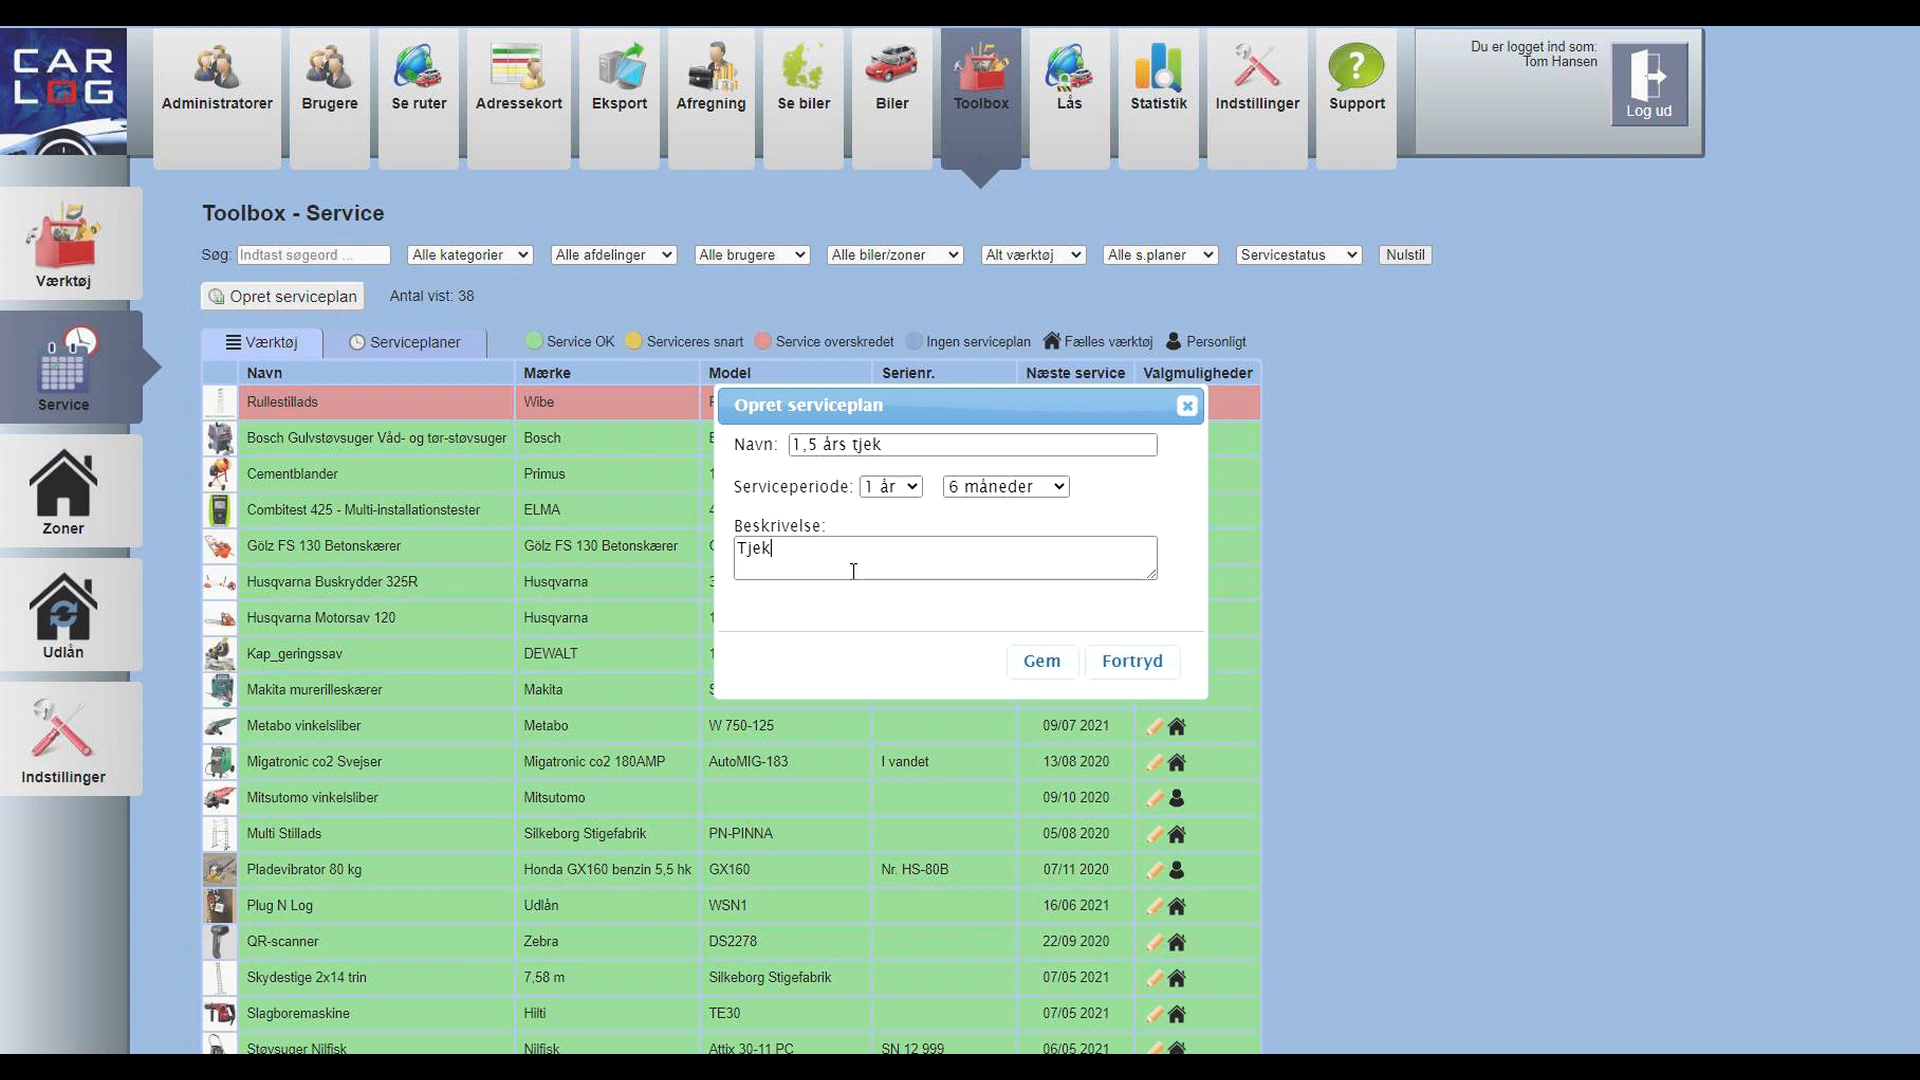 CAR
LOG
Administratorer
Brugere
Se ruter
Adressekort
Eksport
Afregning
Se biler
Biler
Toolbox
Lås
Statistik
Indstillinger
Support
Du er logget ind som:
Tom Hansen
Log ud
Værktøj
Service
Zoner
Udlån
Indstillinger
Toolbox - Service
Søg: Indtast søgeord ... Alle kategorier Alle afdelinger Alle brugere Alle biler/zoner Alt værktøj Alle s.planer Servicestatus Nulstil
Opret serviceplan Antal vist: 38
Værktøj Serviceplaner Service OK Serviceres snart Service overskredet Ingen serviceplan Fælles værktøj Personligt
Navn Mærke Model Serienr. Næste service Valgmuligheder
Rullestillads Wibe
Bosch Gulvstøvsuger Våd- og tør-støvsuger Bosch
Cementblander Primus
Combitest 425 - Multi-installationstester ELMA
Gölz FS 130 Betonskærer Gölz FS 130 Betonskærer
Husqvarna Buskrydder 325R Husqvarna
Husqvarna Motorsav 120 Husqvarna
Kap_geringssav DEWALT
Makita murerilleskærer Makita
Metabo vinkelsliber Metabo W 750-125 09/07 2021
Migatronic co2 Svejser Migatronic co2 180AMP AutoMIG-183 I vandet 13/08 2020
Mitsutomo vinkelsliber Mitsutomo 09/10 2020
Multi Stillads Silkeborg Stigefabrik PN-PINNA 05/08 2020
Pladevibrator 80 kg Honda GX160 benzin 5,5 hk GX160 Nr. HS-80B 07/11 2020
Plug N Log Udlån WSN1 16/06 2021
QR-scanner Zebra DS2278 22/09 2020
Skydestige 2x14 trin 7,58 m Silkeborg Stigefabrik 07/05 2021
Slagboremaskine Hilti TE30 07/05 2021
Støvsuger Nilfisk Nilfisk Attix 30-11 PC SN 12 999 06/05 2021
Opret serviceplan
Navn: 1,5 års tjek
Serviceperiode: 1 år 6 måneder
Beskrivelse:
Tjek
Gem Fortryd